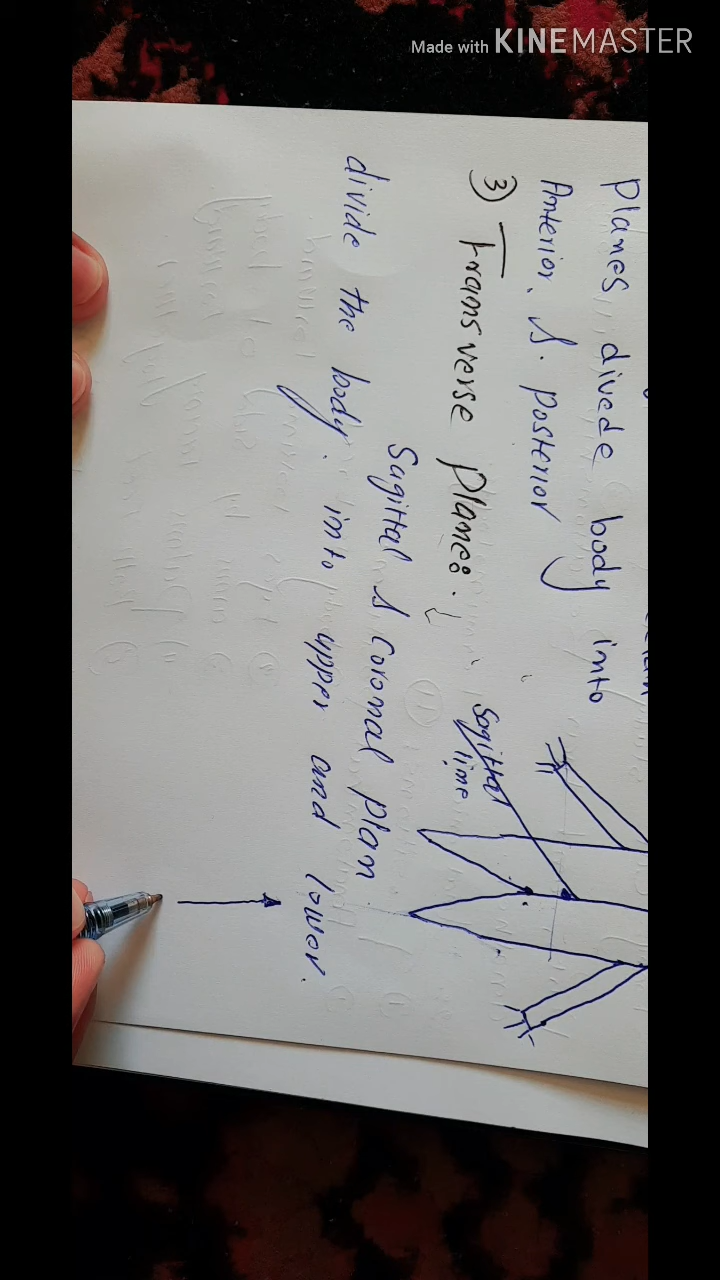 Made with KINEMASTER
Planes, divede body into
Anterior & posterior
3) Transverse Plane:
Sagittal & coronal plan
divide the body. into upper and lower.
Sagittal
line